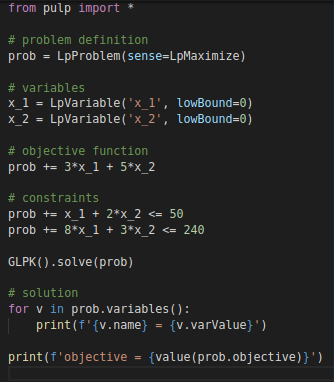 from pulp import *
# problem definition
prob = LpProblem(sense=LpMaximize)
# variables
x_1 = LpVariable('x_1', lowBound=0)
x_2 = LpVariable('x_2', lowBound=0)
# objective function
prob += 3*x_1 + 5*x_2
# constraints
prob += x_1 + 2*x_2 <= 50
prob += 8*x_1 + 3*x_2 <= 240
GLPK().solve(prob)
# solution
for v in prob.variables():
    print(f'{v.name} = {v.varValue}')
print(f'objective = {value(prob.objective)}')